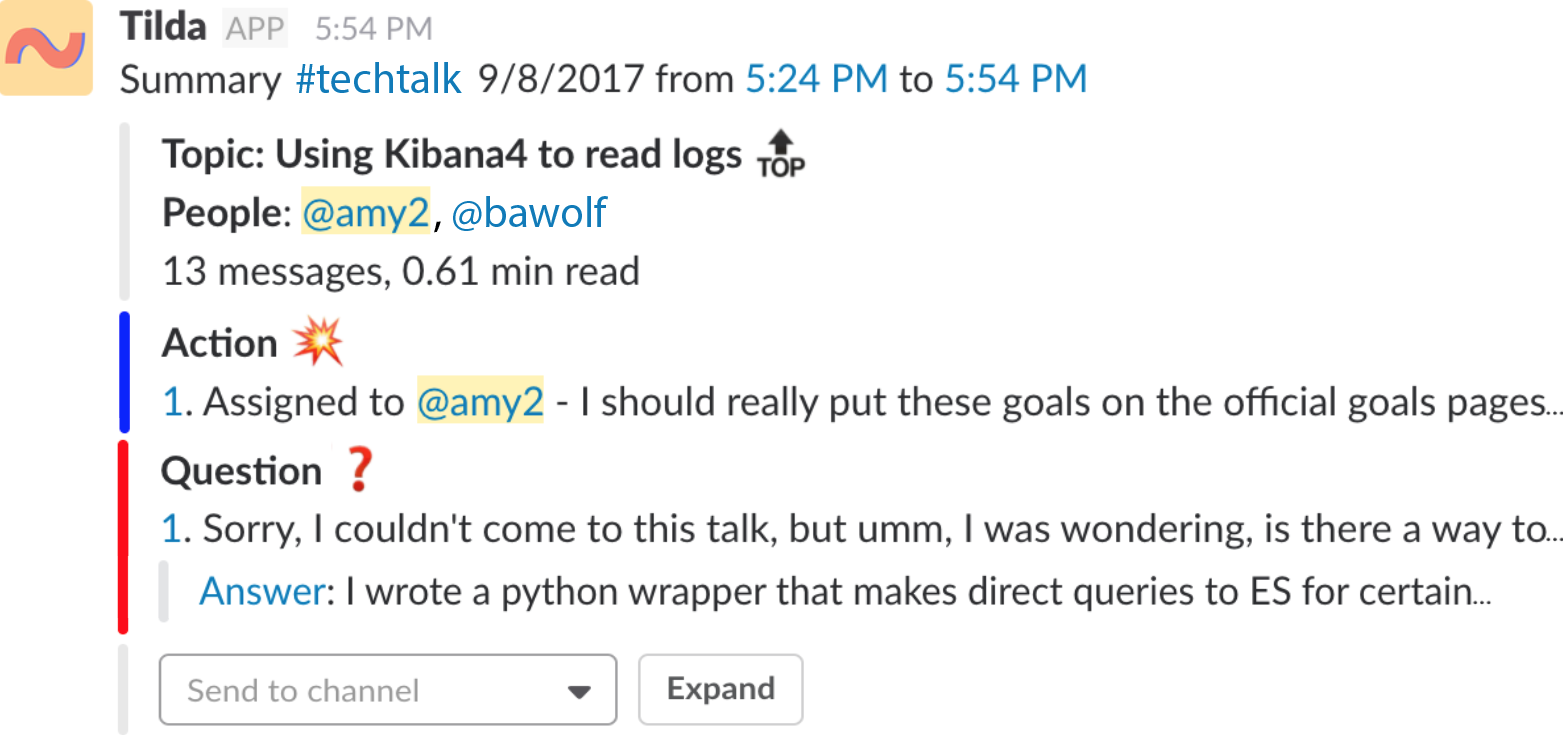 Tilda APP 5:54 PM
Summary #techtalk 9/8/2017 from 5:24 PM to 5:54 PM
Topic: Using Kibana4 to read logs TOP
People: @amy2, @bawolf
13 messages, 0.61 min read
Action
1. Assigned to @amy2 - I should really put these goals on the official goals pages...
Question ❓
1. Sorry, I couldn't come to this talk, but umm, I was wondering, is there a way to...
Answer: I wrote a python wrapper that makes direct queries to ES for certain...
Send to channel
Expand